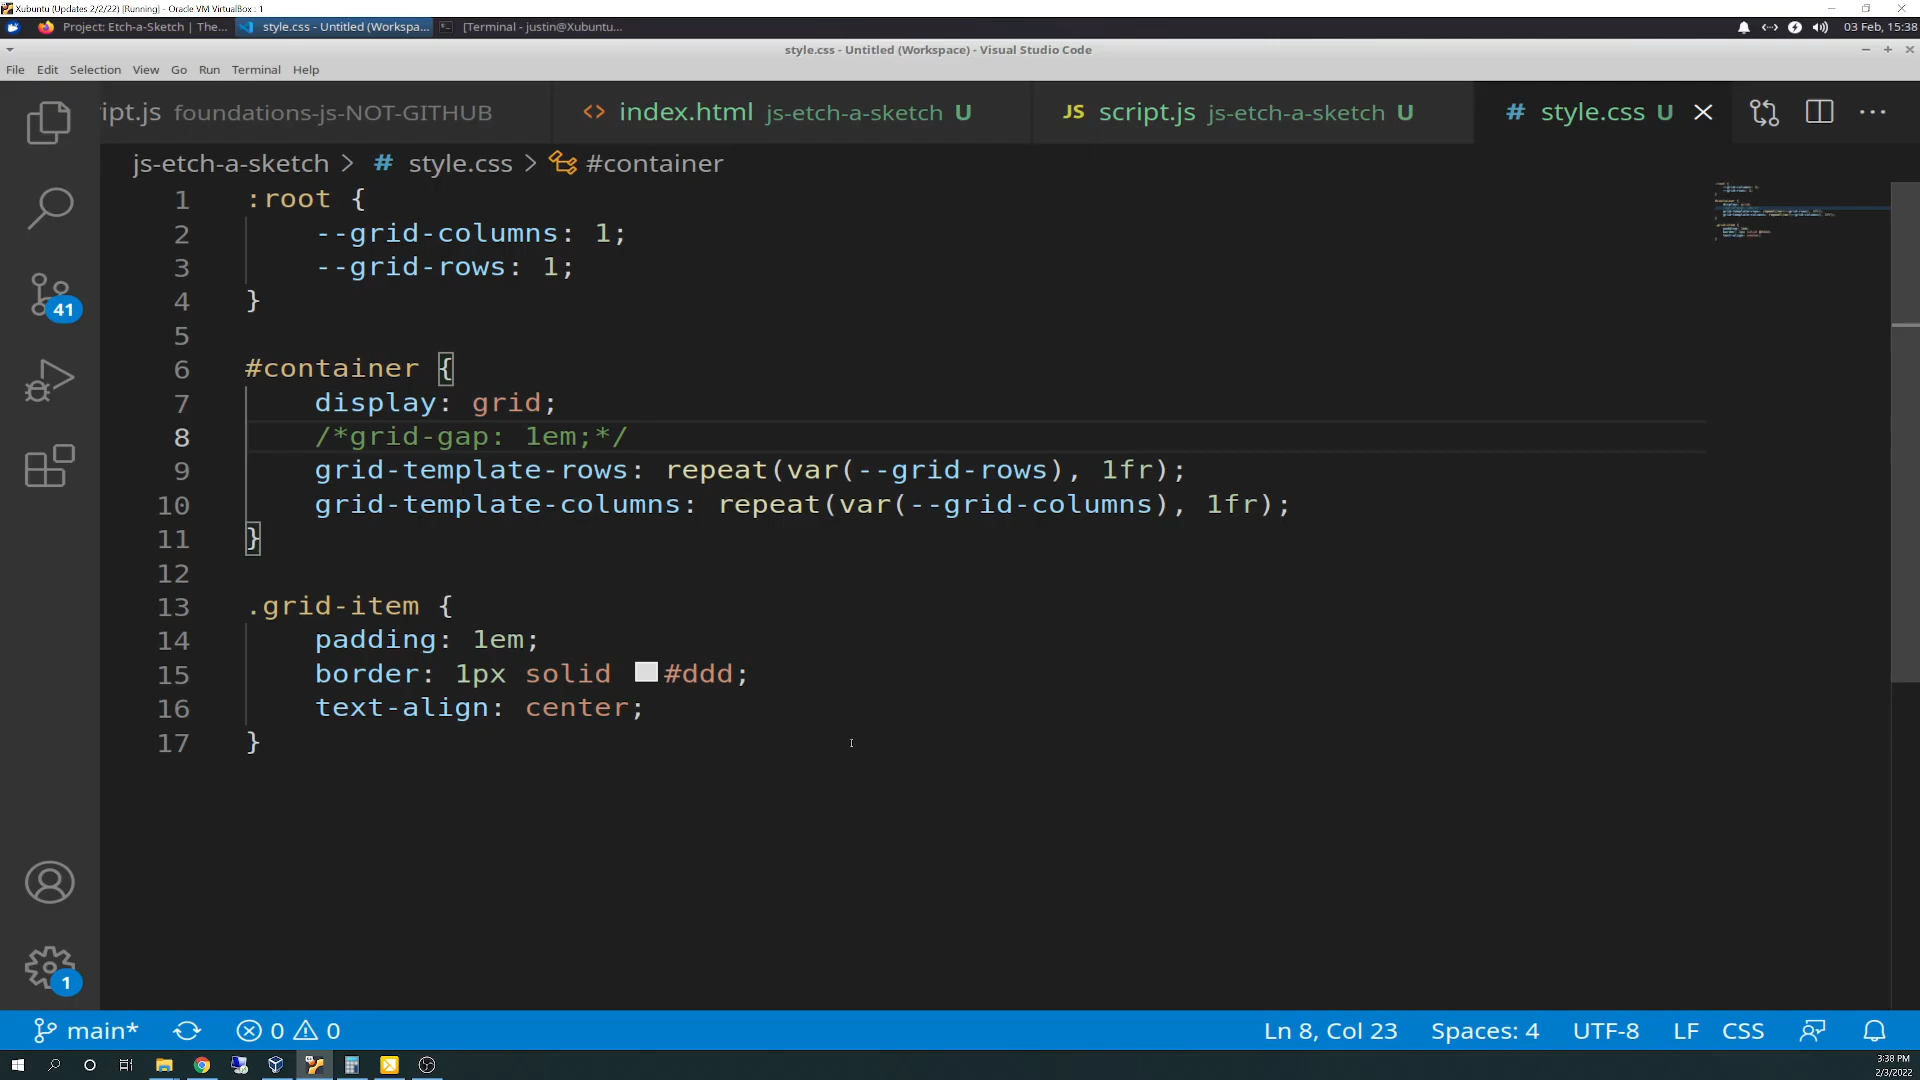 Xubuntu (Updates 2/2/22) [Running] - Oracle VM VirtualBox : 1
Project: Etch-a-Sketch | The... style.css - Untitled (Workspa... [Terminal - justin@Xubuntu... 03 Feb, 15:38
style.css - Untitled (Workspace) - Visual Studio Code
File Edit Selection View Go Run Terminal Help
ipt.js foundations-js-NOT-GITHUB <> index.html js-etch-a-sketch U JS script.js js-etch-a-sketch U # style.css U
js-etch-a-sketch > # style.css > #container
1 :root {
2 --grid-columns: 1;
3 --grid-rows: 1;
4 }
5
6 #container {
7 display: grid;
8 /*grid-gap: 1em;*/
9 grid-template-rows: repeat(var(--grid-rows), 1fr);
10 grid-template-columns: repeat(var(--grid-columns), 1fr);
11 }
12
13 .grid-item {
14 padding: 1em;
15 border: 1px solid #ddd;
16 text-align: center;
17 }
41
1
main* 0 0 Ln 8, Col 23 Spaces: 4 UTF-8 LF CSS
3:38 PM
2/3/2022